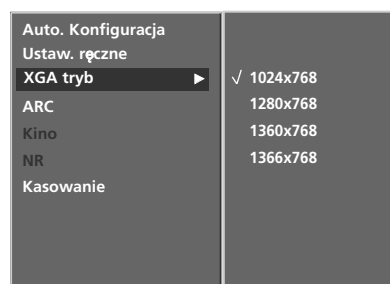 Auto. Konfiguracja
Ustaw. ręczne
XGA tryb
ARC
Kino
NR
Kasowanie
√ 1024x768
1280x768
1360x768
1366x768